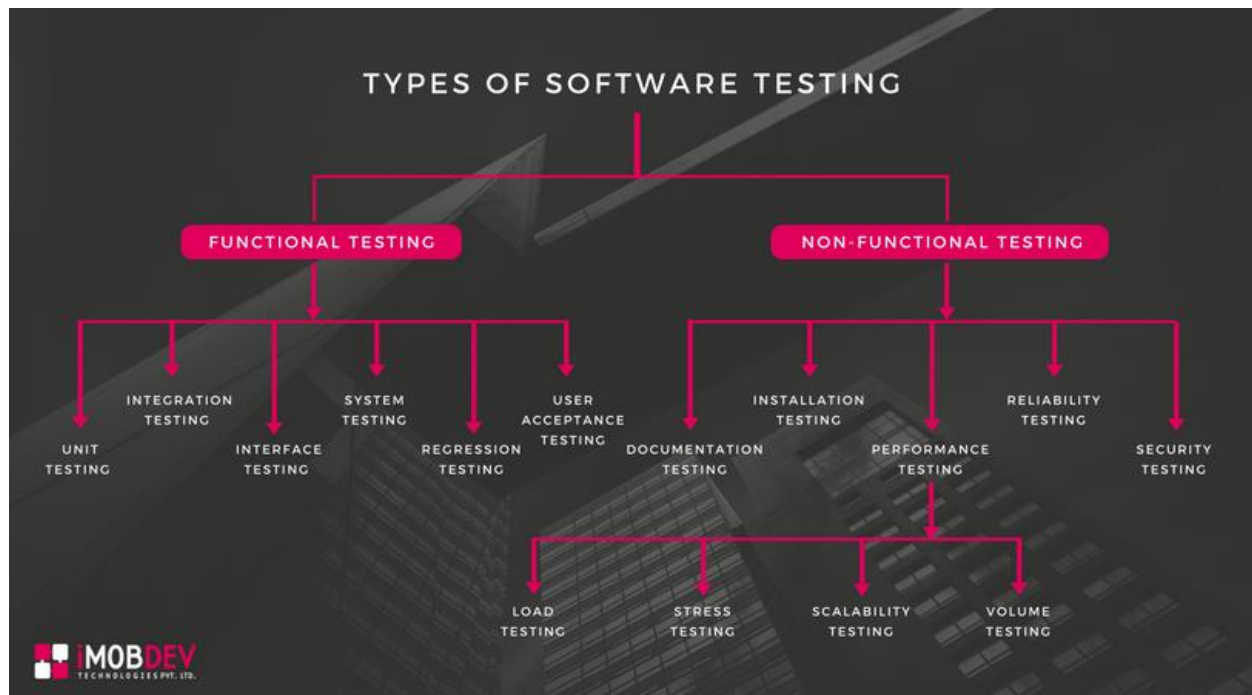 TYPES OF SOFTWARE TESTING
FUNCTIONAL TESTING
NON-FUNCTIONAL TESTING
UNIT
TESTING
INTEGRATION
TESTING
INTERFACE
TESTING
SYSTEM
TESTING
REGRESSION
TESTING
USER
ACCEPTANCE
TESTING
DOCUMENTATION
TESTING
INSTALLATION
TESTING
PERFORMANCE
TESTING
RELIABILITY
TESTING
SECURITY
TESTING
LOAD
TESTING
STRESS
TESTING
SCALABILITY
TESTING
VOLUME
TESTING
iMOBDEV
TECHNOLOGIES PVT. LTD.